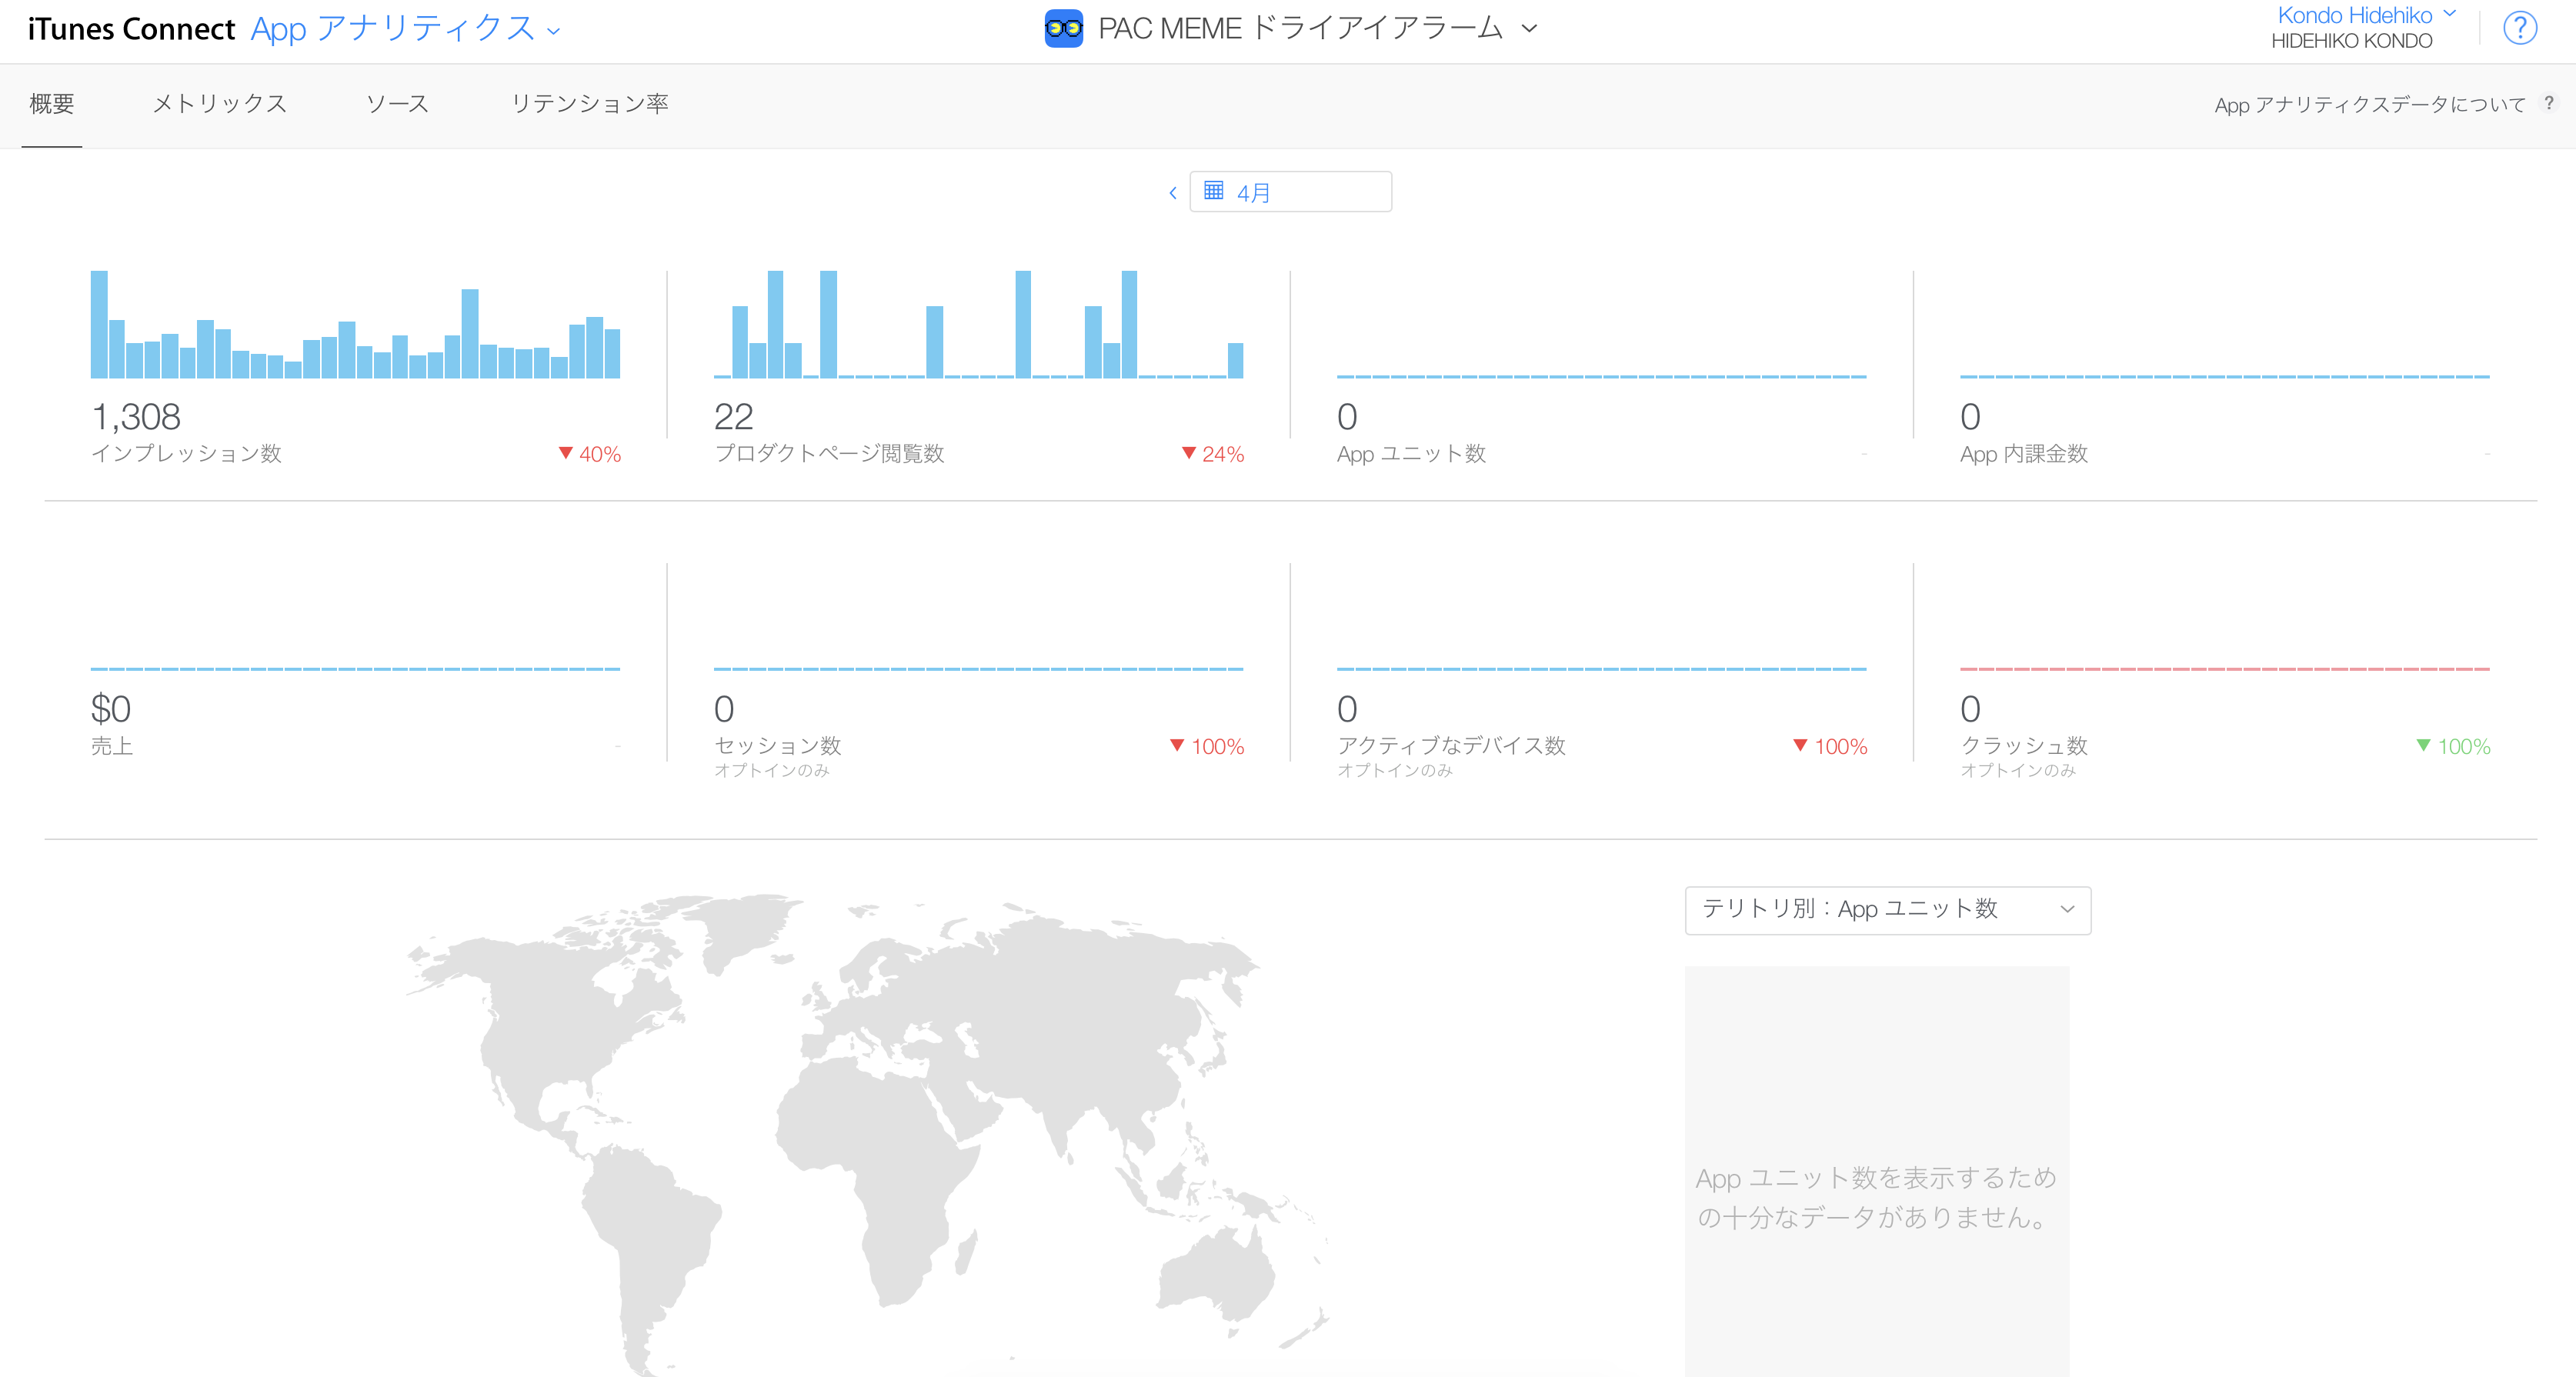 iTunes Connect App アナリティクス
PAC MEME ドライアイアラーム
Kondo Hidehiko
HIDEHIKO KONDO
?
概要 メトリックス ソース リテンション率
App アナリティクスデータについて ?
4月
1,308
インプレッション数 ▼ 40%
22
プロダクトページ閲覧数 ▼ 24%
0
App ユニット数 -
0
App 内課金数 -
$0
売上 -
0
セッション数 ▼ 100%
オプトインのみ
0
アクティブなデバイス数 ▼ 100%
オプトインのみ
0
クラッシュ数 ▼ 100%
オプトインのみ
テリトリ別：App ユニット数
App ユニット数を表示するため
の十分なデータがありません。